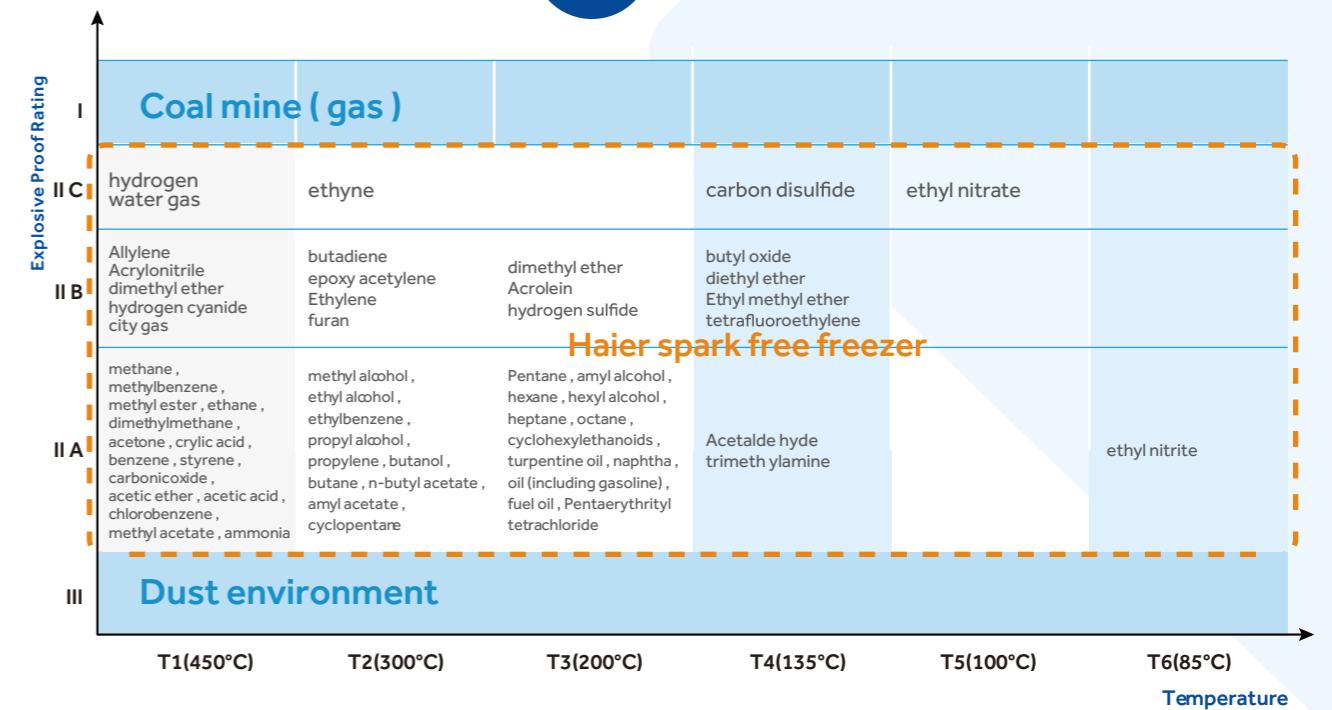 Explosive Proof Rating
I
Coal mine ( gas )
II C
hydrogen
water gas
ethyne
carbon disulfide
ethyl nitrate
II B
Allylene
Acrylonitrile
dimethyl ether
hydrogen cyanide
city gas
butadiene
epoxy acetylene
Ethylene
furan
dimethyl ether
Acrolein
hydrogen sulfide
butyl oxide
diethyl ether
Ethyl methyl ether
tetrafluoroethylene
Haier spark free freezer
II A
methane ,
methylbenzene ,
methyl ester , ethane ,
dimethylmethane ,
acetone , crylic acid ,
benzene , styrene ,
carbonicoxide ,
acetic ether , acetic acid ,
chlorobenzene ,
methyl acetate , ammonia
methyl alcohol ,
ethyl alcohol ,
ethylbenzene ,
propyl alcohol ,
propylene , butanol ,
butane , n-butyl acetate ,
amyl acetate ,
cyclopentane
Pentane , amyl alcohol ,
hexane , hexyl alcohol ,
heptane , octane ,
cyclohexylethanoids ,
turpentine oil , naphtha ,
oil (including gasoline) ,
fuel oil , Pentaerythrityl
tetrachloride
Acetalde hyde
trimeth ylamine
ethyl nitrite
III
Dust environment
T1(450°C)
T2(300°C)
T3(200°C)
T4(135°C)
T5(100°C)
T6(85°C)
Temperature